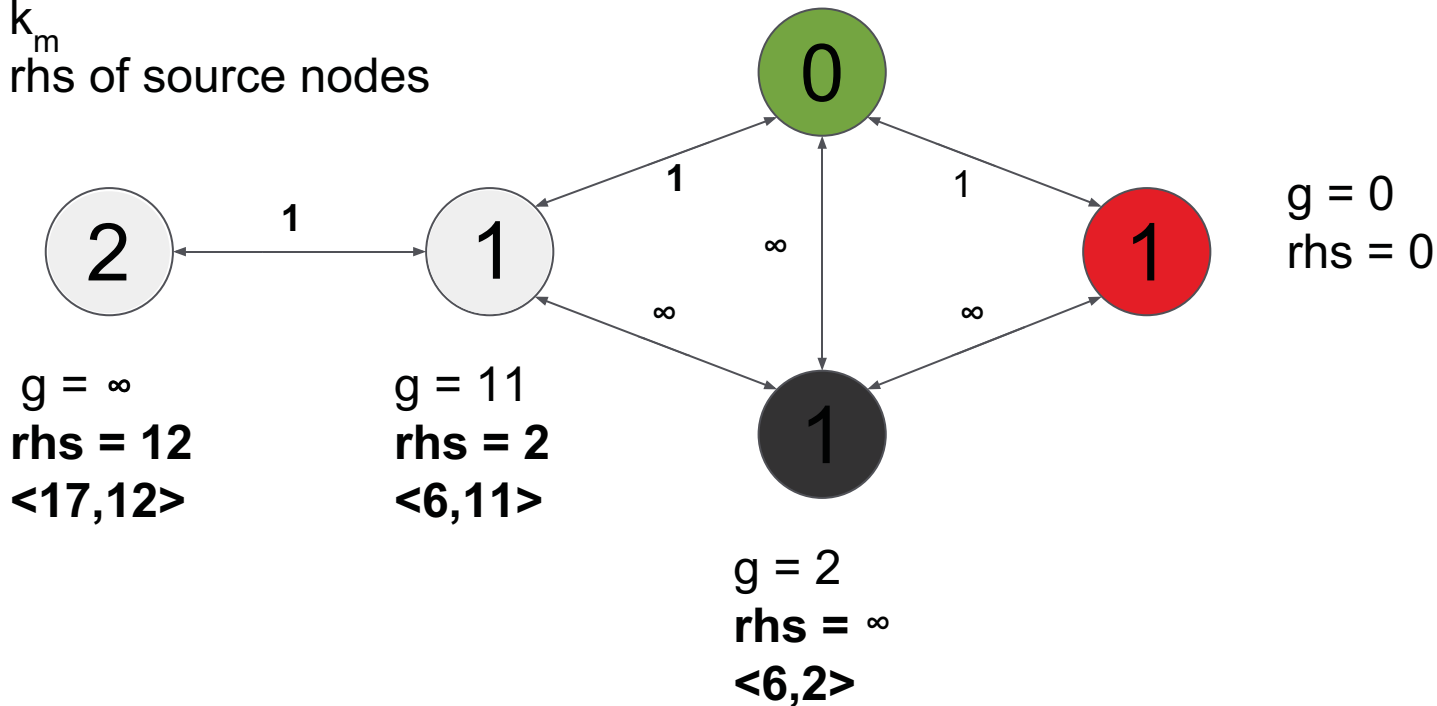 k_m
rhs of source nodes
0
1
1
g = 0
rhs = 0
1
2
1
1
∞
∞
∞
g = ∞
rhs = 12
<17,12>
g = 11
rhs = 2
<6,11>
1
g = 2
rhs = ∞
<6,2>